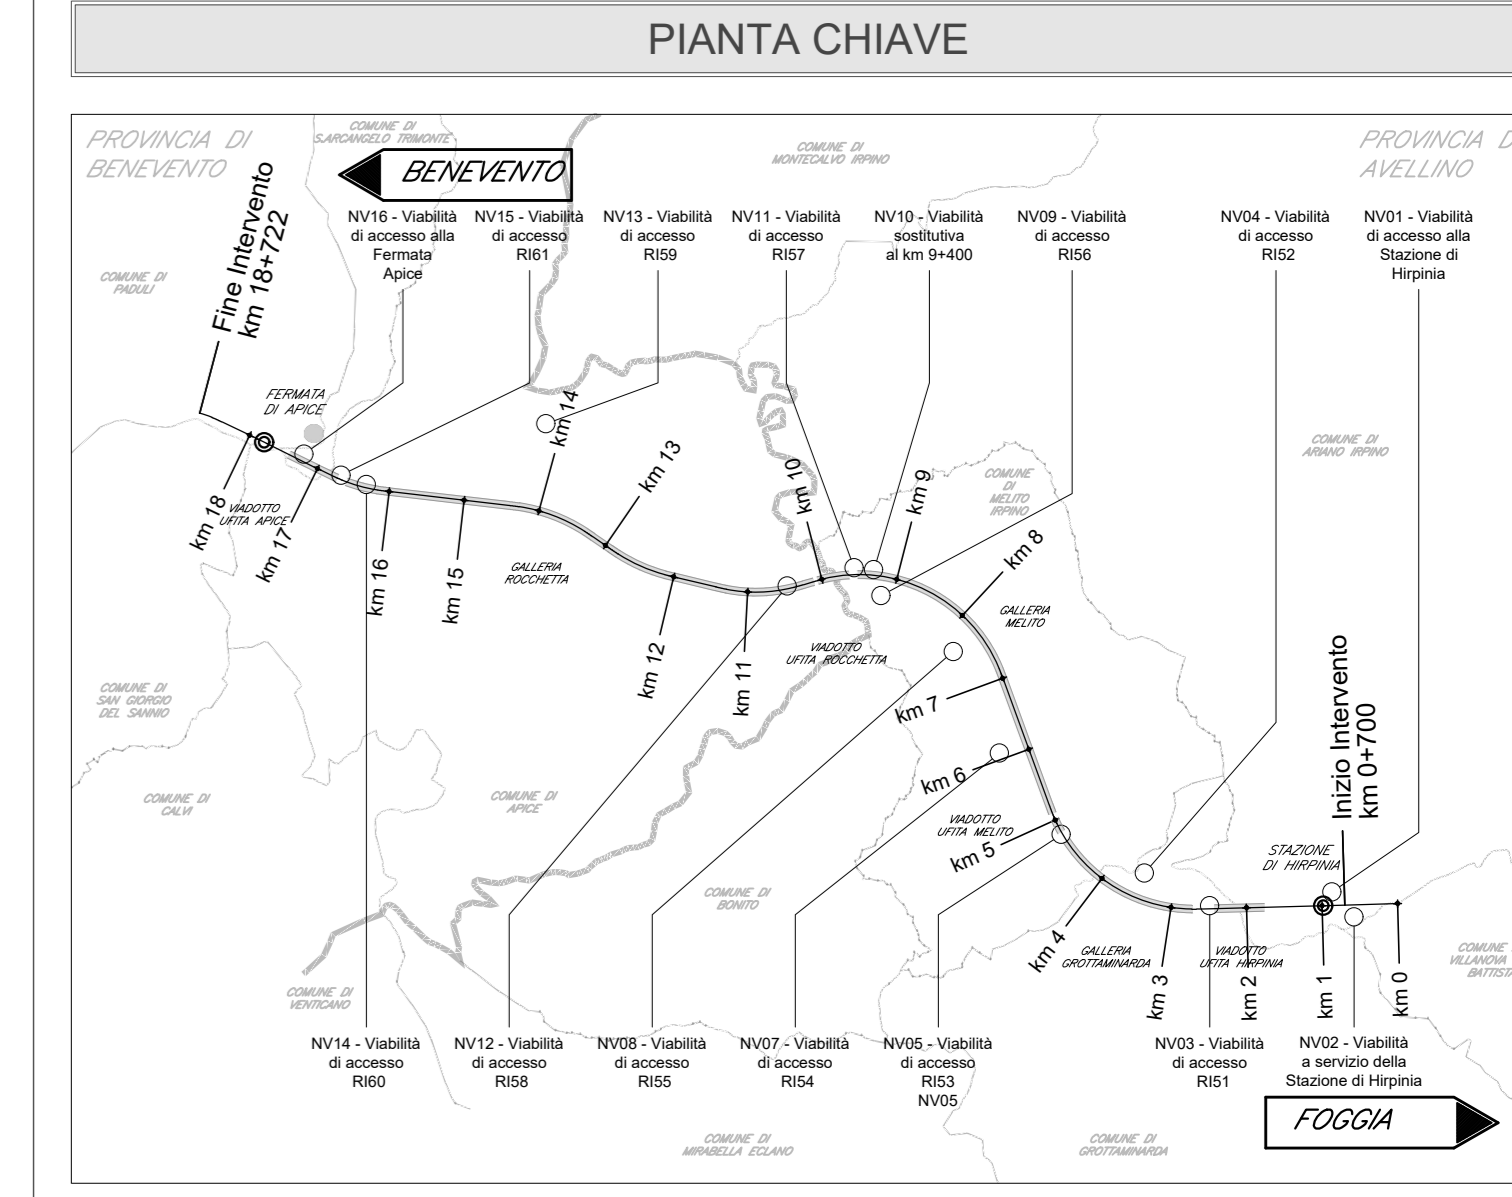 PIANTA CHIAVE
PROVINCIA DI
BENEVENTO
COMUNE DI
S.ARCANGELO TRIMONTE
COMUNE DI
MONTECALVO IRPINO
PROVINCIA
AVELLINO
BENEVENTO
Fine Intervento
km 18+722
NV16 - Viabilità
di accesso alla
Fermata
Apice
NV15 - Viabilità
di accesso
RI61
NV13 - Viabilità
di accesso
RI59
NV11 - Viabilità
di accesso
RI57
NV10 - Viabilità
sostitutiva
al km 9+400
NV09 - Viabilità
di accesso
RI56
NV04 - Viabilità
di accesso
RI52
NV01 - Viabilità
di accesso alla
Stazione di
Hirpinia
COMUNE DI
PADULI
FERMATA
DI APICE
COMUNE DI
ARIANO IRPINO
COMUNE
DI
MELITO
IRPINO
km 18
VIADOTTO
UFITA APICE
km 17
km 16
km 15
km 14
km 13
km 12
km 11
km 10
km 9
km 8
km 7
km 6
km 5
km 4
km 3
km 2
km 1
km 0
GALLERIA
ROCCHETTA
GALLERIA
MELITO
VIADOTTO
UFITA ROCCHETTA
COMUNE DI
SAN GIORGIO
DEL SANNIO
Inizio Intervento
km 0+700
COMUNE DI
CALVI
COMUNE DI
APICE
VIADOTTO
UFITA MELITO
STAZIONE
DI HIRPINIA
COMUNE DI
BONITO
GALLERIA
GROTTAMINARDA
VIADOTTO
UFITA HIRPINIA
COMUNE
VILLANOVA
BATTISTA
COMUNE DI
VENTICANO
NV14 - Viabilità
di accesso
RI60
NV12 - Viabilità
di accesso
RI58
NV08 - Viabilità
di accesso
RI55
NV07 - Viabilità
di accesso
RI54
NV05 - Viabilità
di accesso
RI53
NV05
NV03 - Viabilità
di accesso
RI51
NV02 - Viabilità
a servizio della
Stazione di Hirpinia
FOGGIA
COMUNE DI
MIRABELLA ECLANO
COMUNE DI
GROTTAMINARDA